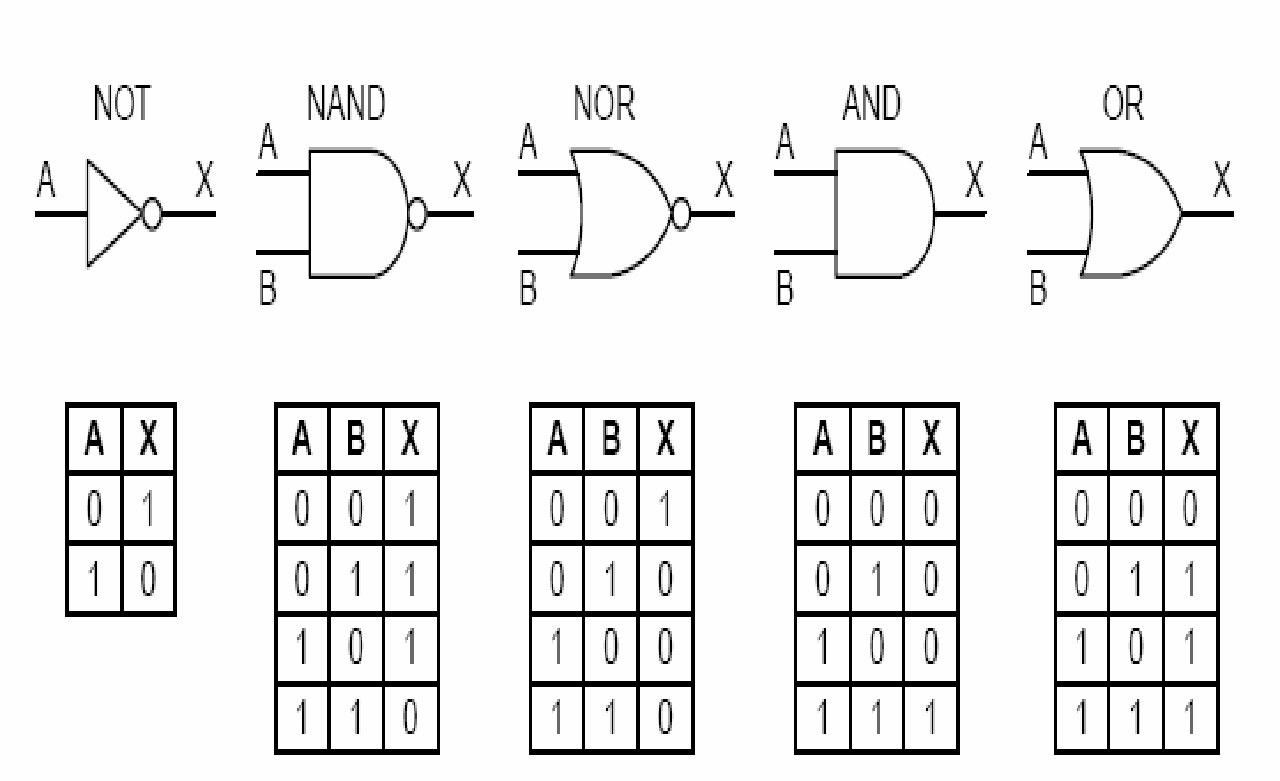 NOT NAND NOR AND OR
A X A B X A B X A B X A B X
A X A B X A B X A B X A B X
0 1 0 0 1 0 0 1 0 0 0 0 0 0
1 0 0 1 1 0 1 0 0 1 0 0 1 1
1 0 1 1 0 0 1 0 0 1 0 1
1 1 0 1 1 0 1 1 1 1 1 1